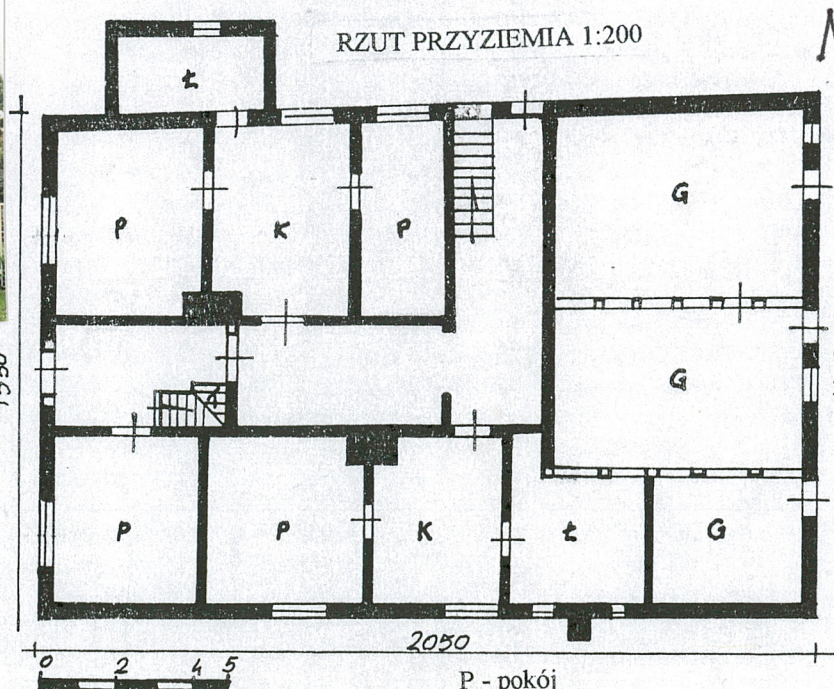 RZUT PRZYZIEMIA 1:200
N
Ł
P K P G
G
P P K Ł G
2050
0 2 4 5
P - pokój